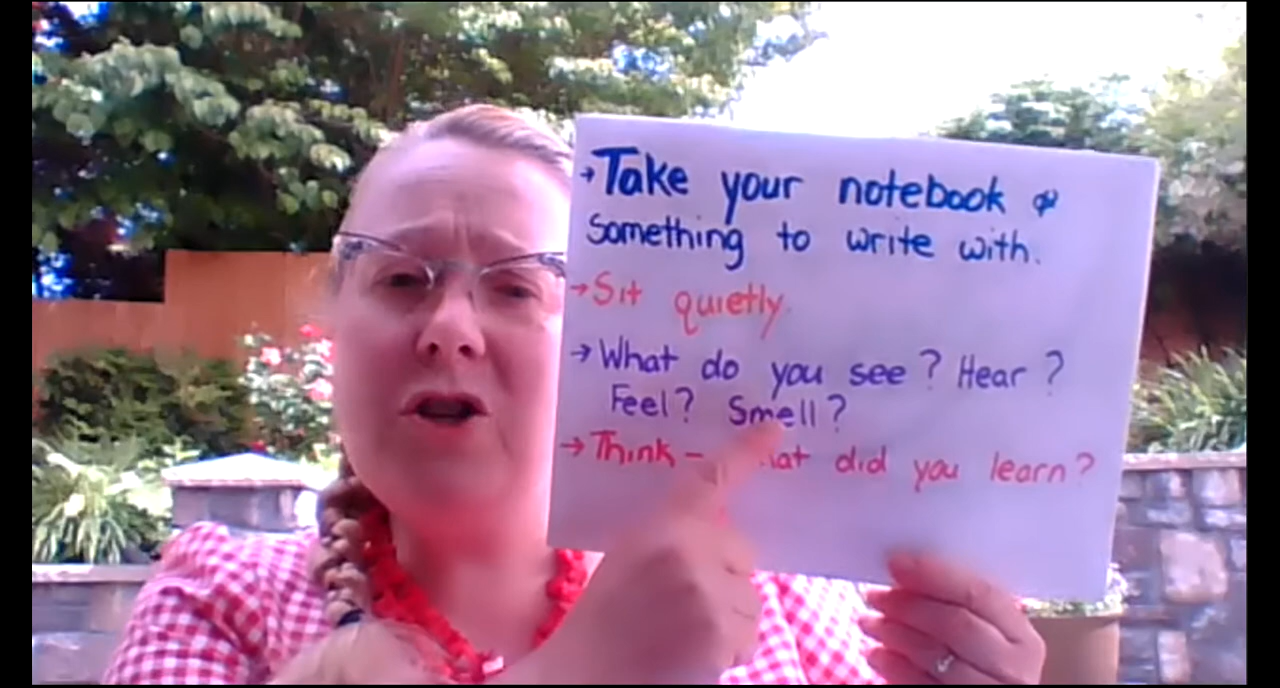 →Take your notebook &
something to write with.
→Sit quietly.
→What do you see? Hear?
Feel? Smell?
→Think- did you learn?